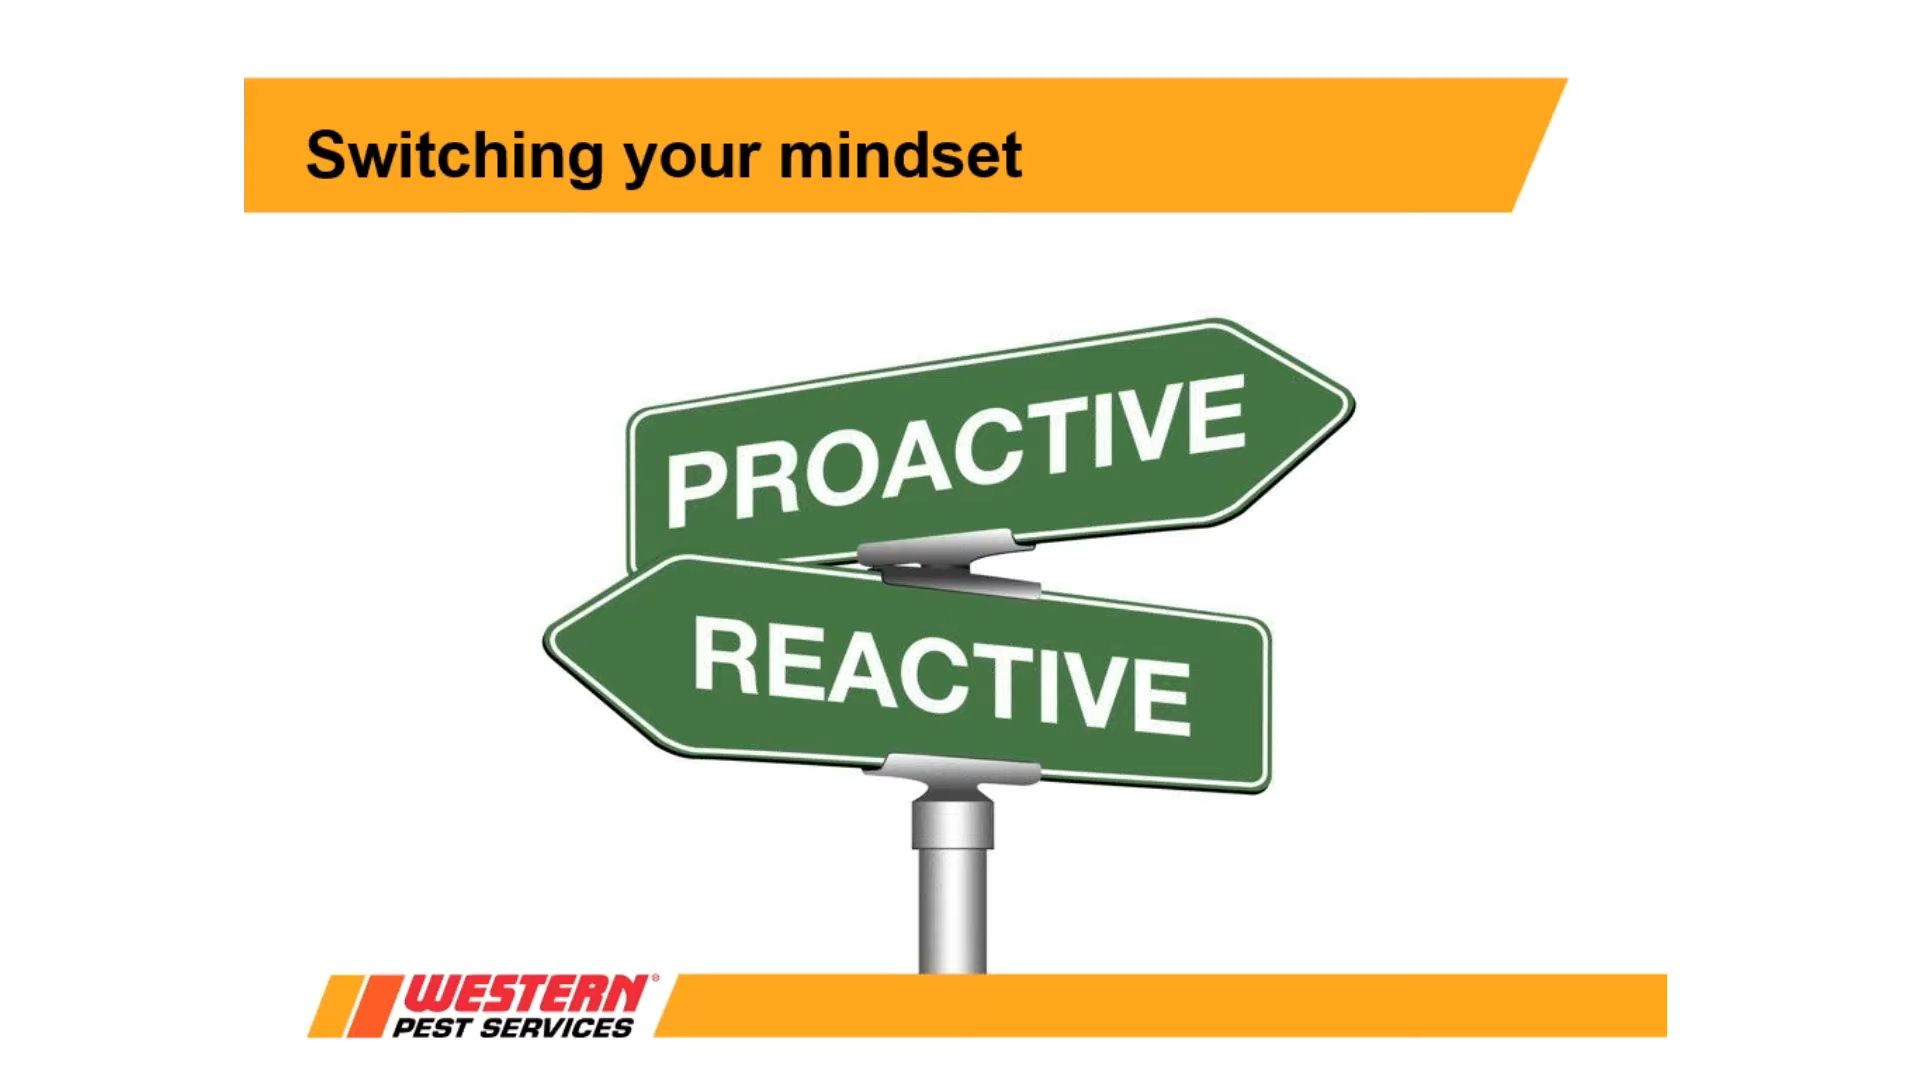 Switching your mindset
PROACTIVE
REACTIVE
WESTERN®
PEST SERVICES